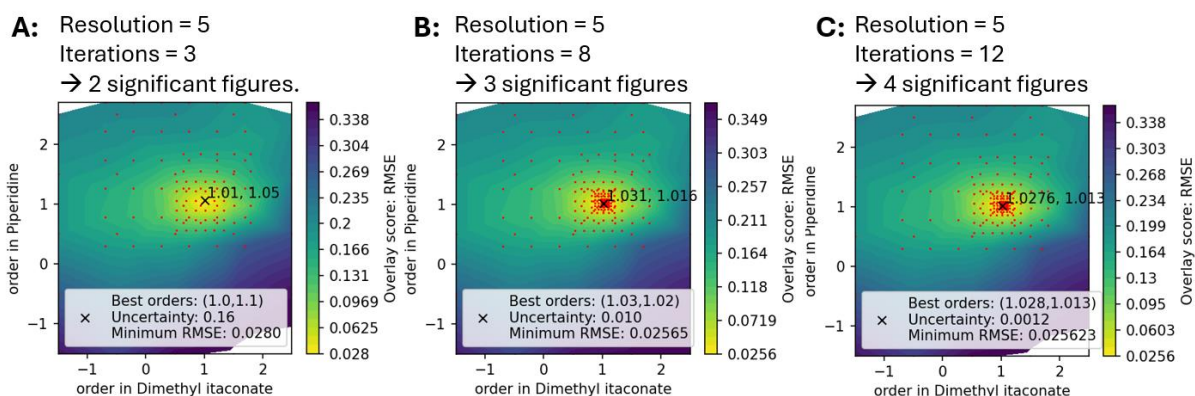 A: Resolution = 5
Iterations = 3
→ 2 significant figures.
2
1
0
−1
−1
0
1
2
order in Piperidine
order in Dimethyl itaconate
1.01, 1.05
Best orders: (1.0,1.1)
Uncertainty: 0.16
Minimum RMSE: 0.0280
0.338
0.304
0.269
0.235
0.2
0.166
0.131
0.0969
0.0625
0.028
Overlay score: RMSE
B: Resolution = 5
Iterations = 8
→ 3 significant figures
2
1
0
−1
−1
0
1
2
order in Piperidine
order in Dimethyl itaconate
1.031, 1.016
Best orders: (1.03,1.02)
Uncertainty: 0.010
Minimum RMSE: 0.02565
0.349
0.303
0.257
0.211
0.164
0.118
0.0719
0.0256
Overlay score: RMSE
C: Resolution = 5
Iterations = 12
→ 4 significant figures
2
1
0
−1
−1
0
1
2
order in Piperidine
order in Dimethyl itaconate
1.0276, 1.013
Best orders: (1.028,1.013)
Uncertainty: 0.0012
Minimum RMSE: 0.025623
0.338
0.303
0.268
0.234
0.199
0.164
0.13
0.095
0.0603
0.0256
Overlay score: RMSE